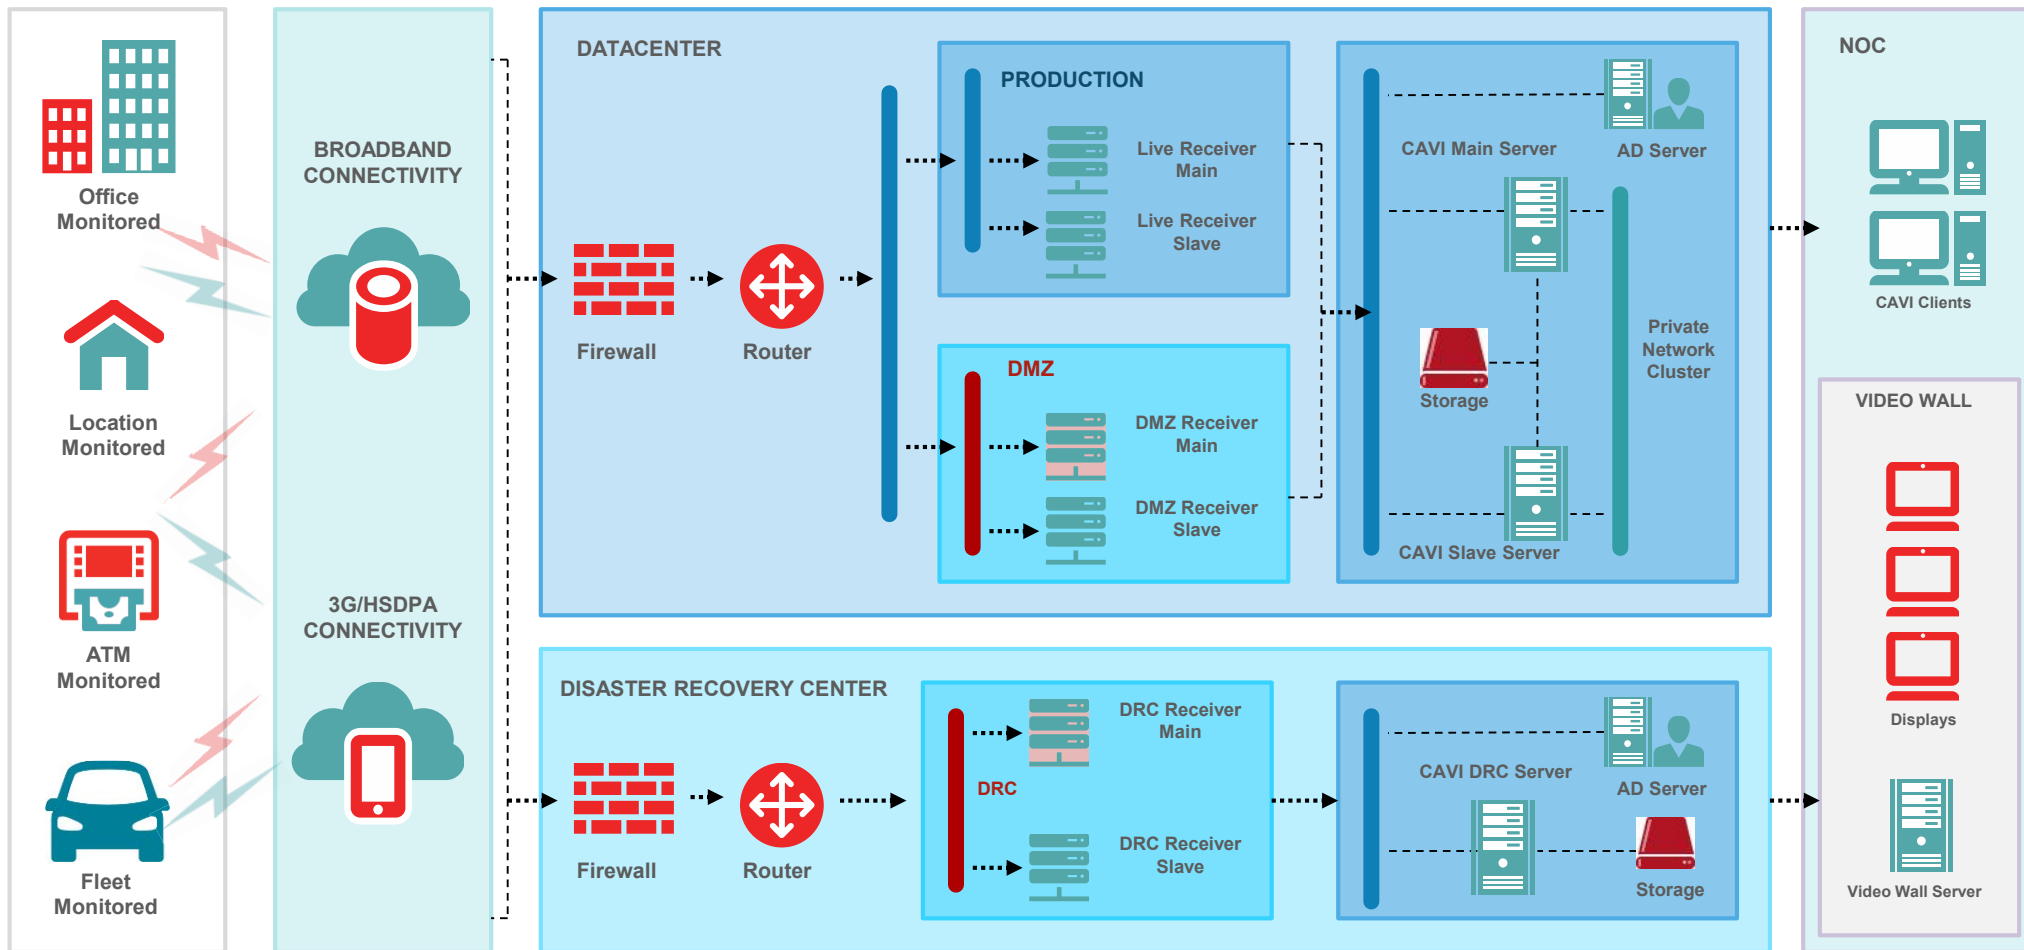 Office
Monitored
Location
Monitored
ATM
Monitored
Fleet
Monitored
BROADBAND
CONNECTIVITY
3G/HSDPA
CONNECTIVITY
DATACENTER
Firewall
Router
PRODUCTION
Live Receiver
Main
Live Receiver
Slave
DMZ
DMZ Receiver
Main
DMZ Receiver
Slave
CAVI Main Server
AD Server
Storage
Private
Network
Cluster
CAVI Slave Server
DISASTER RECOVERY CENTER
Firewall
Router
DRC
DRC Receiver
Main
DRC Receiver
Slave
CAVI DRC Server
AD Server
Storage
NOC
CAVI Clients
VIDEO WALL
Displays
Video Wall Server